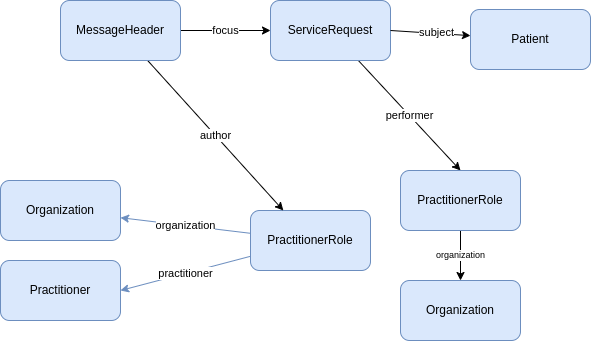 MessageHeader
focus
ServiceRequest
subject
Patient
author
performer
PractitionerRole
Organization
organization
PractitionerRole
organization
practitioner
Practitioner
Organization